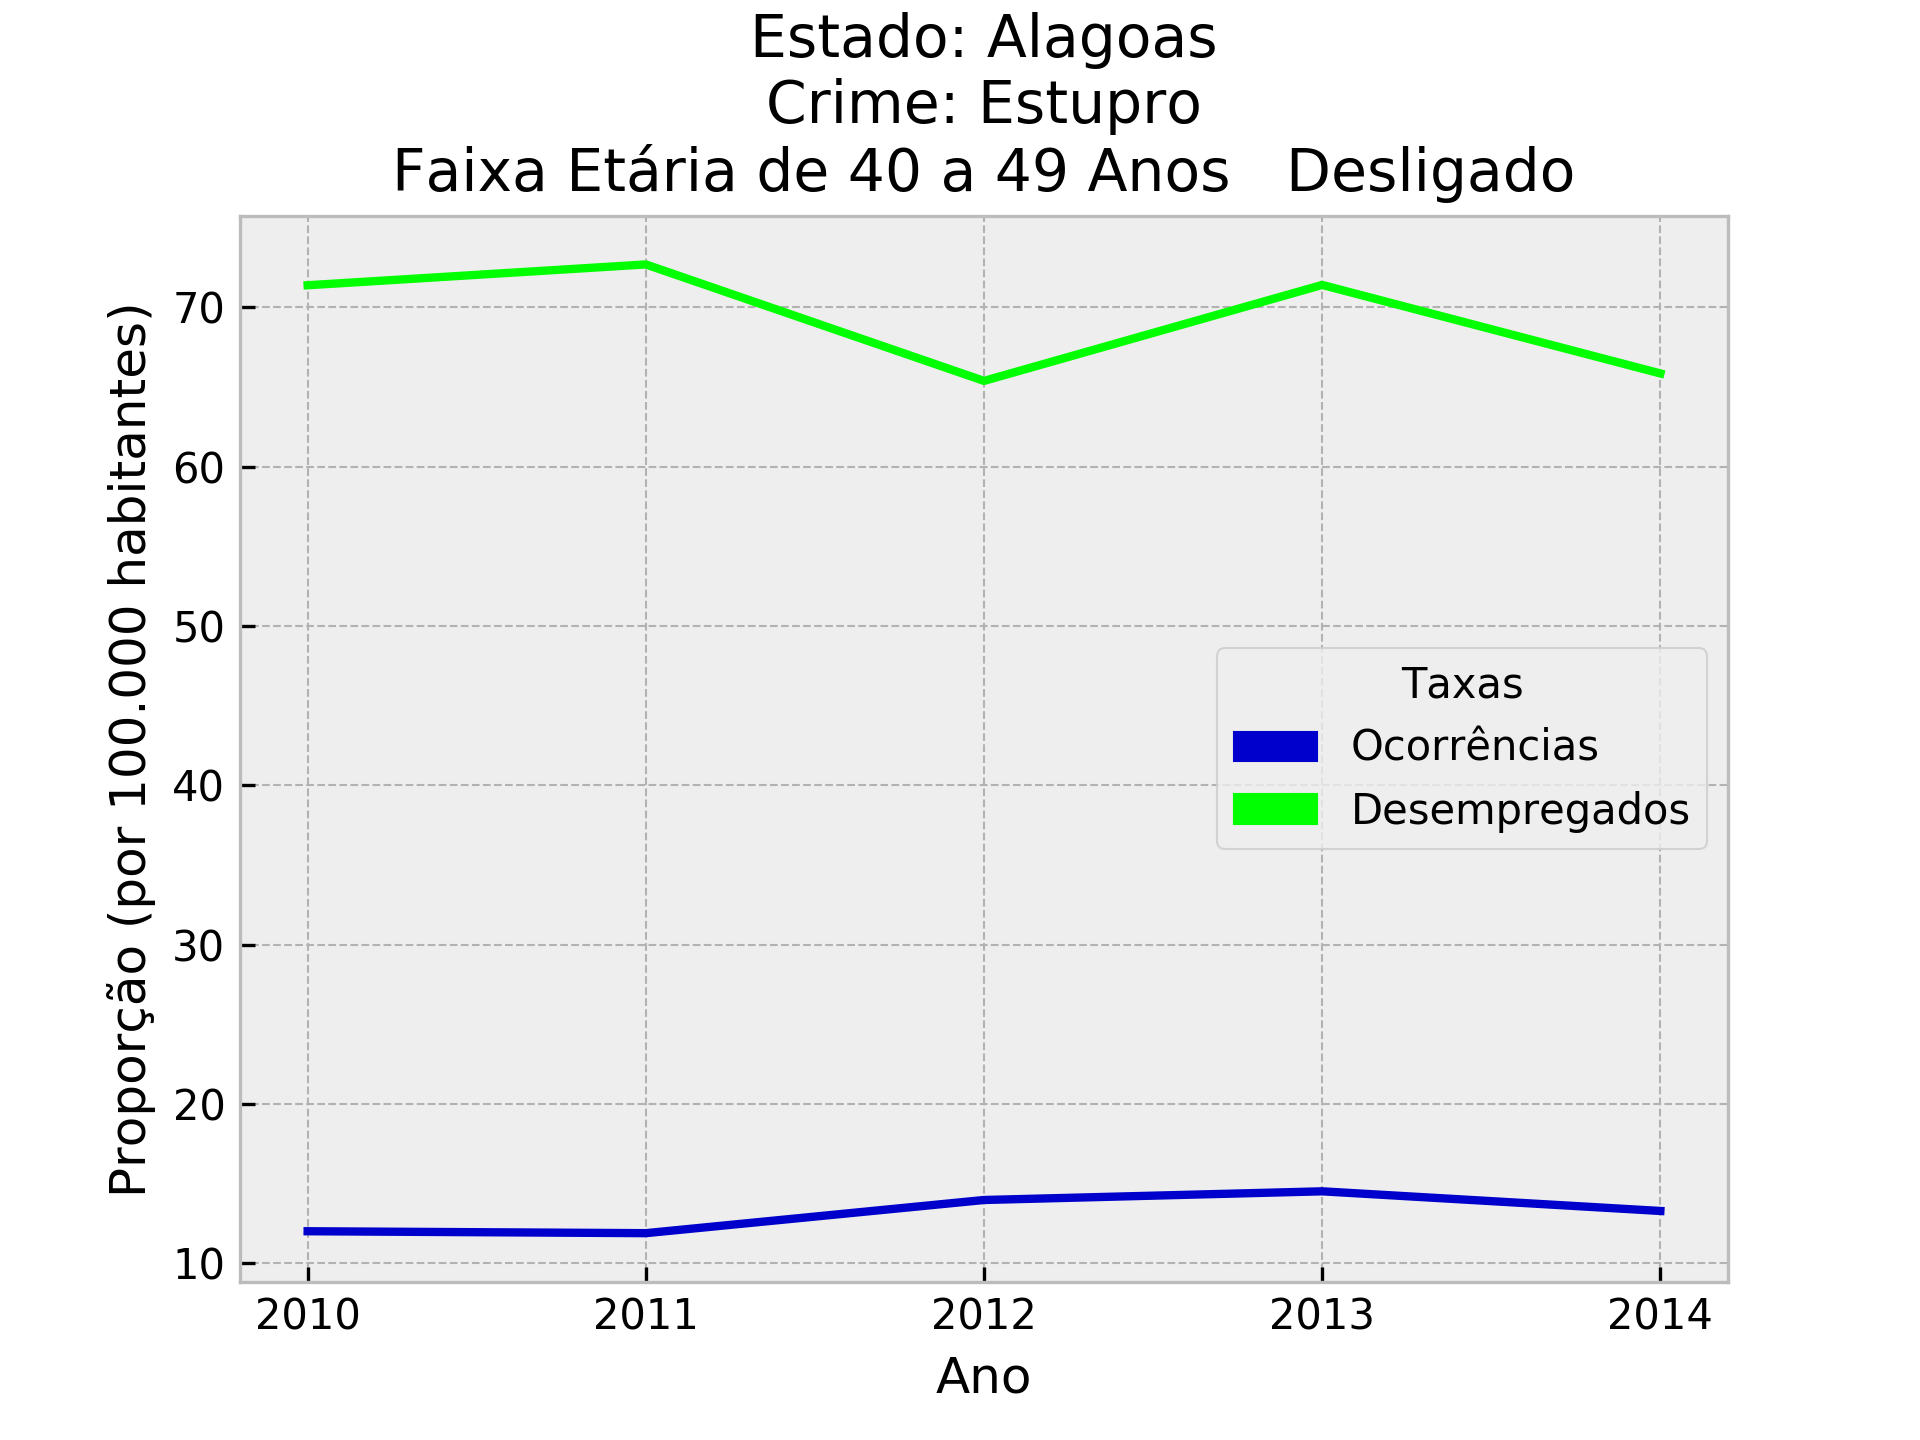 Estado: Alagoas
Crime: Estupro
Faixa Etária de 40 a 49 Anos   Desligado
Proporção (por 100.000 habitantes)
70
60
50
40
30
20
10
Taxas
Ocorrências
Desempregados
2010 2011 2012 2013 2014
Ano